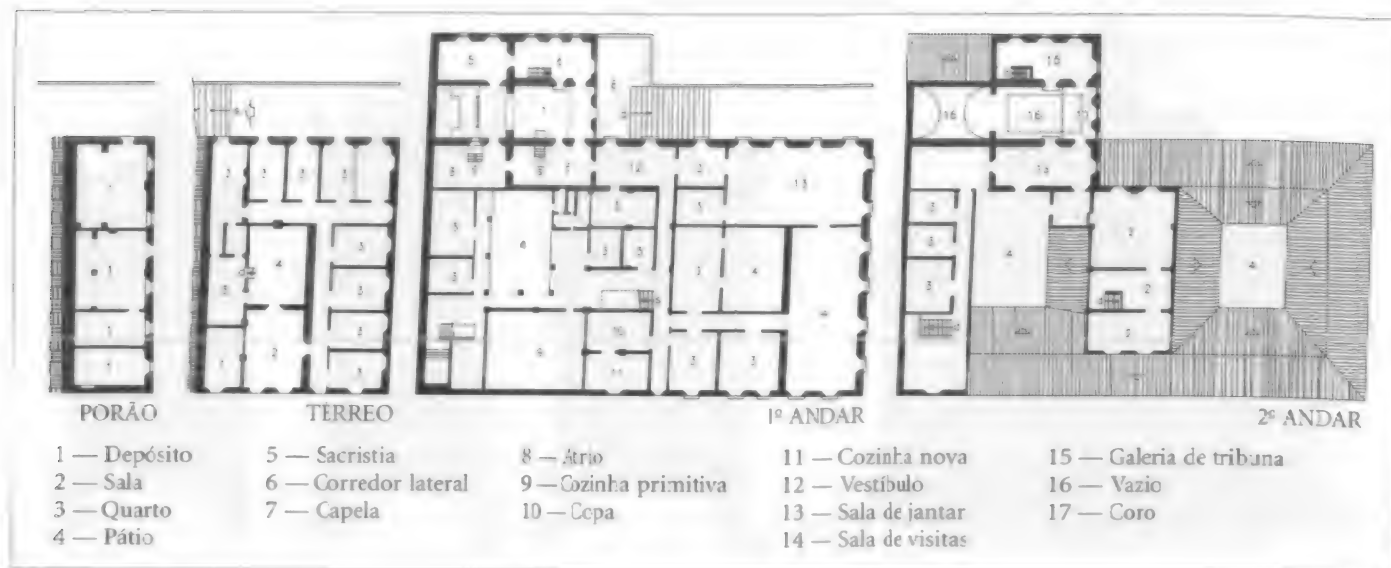 PORÃO
TÉRREO
1º ANDAR
2º ANDAR
1 — Depósito
2 — Sala
3 — Quarto
4 — Pátio
5 — Sacristia
6 — Corredor lateral
7 — Capela
8 — Átrio
9 — Cozinha primitiva
10 — Copa
11 — Cozinha nova
12 — Vestíbulo
13 — Sala de jantar
14 — Sala de visitas
15 — Galeria de tribuna
16 — Vazio
17 — Coro